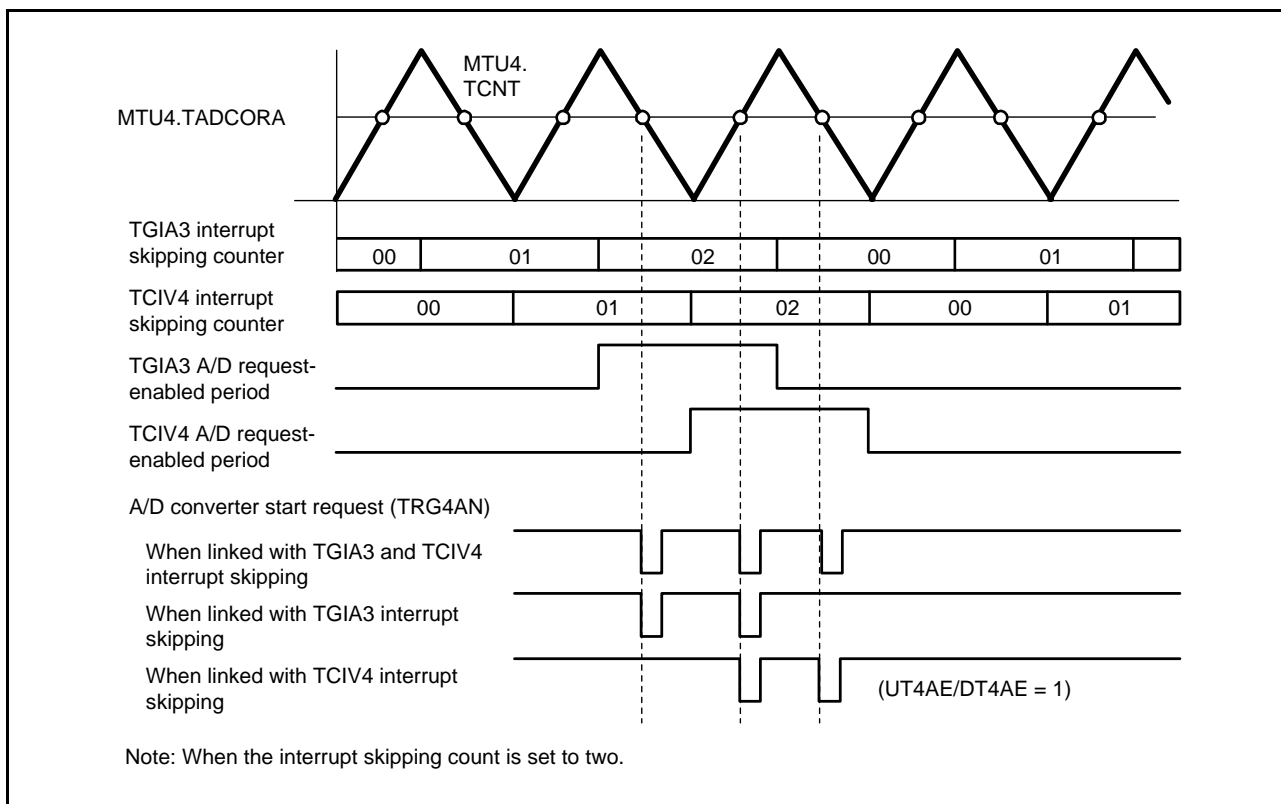 MTU4.
TCNT
MTU4.TADCORA
TGIA3 interrupt
skipping counter
00 01 02 00 01
TCIV4 interrupt
skipping counter
00 01 02 00 01
TGIA3 A/D request-
enabled period
TCIV4 A/D request-
enabled period
A/D converter start request (TRG4AN)
When linked with TGIA3 and TCIV4
interrupt skipping
When linked with TGIA3 interrupt
skipping
When linked with TCIV4 interrupt
skipping
(UT4AE/DT4AE = 1)
Note: When the interrupt skipping count is set to two.